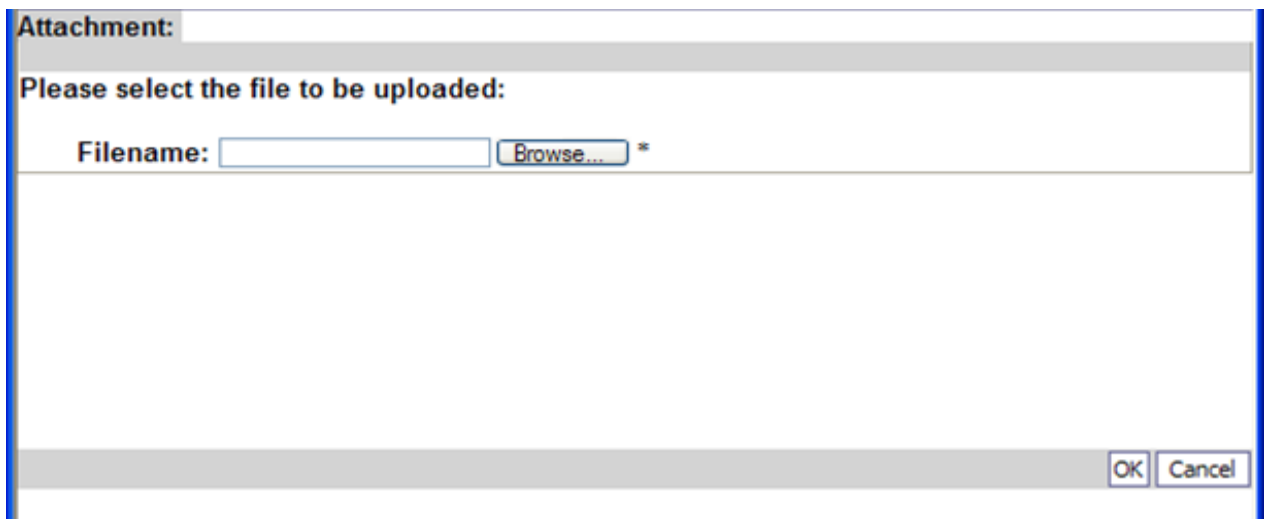 Attachment:
Please select the file to be uploaded:
Filename: Browse... *
OK Cancel